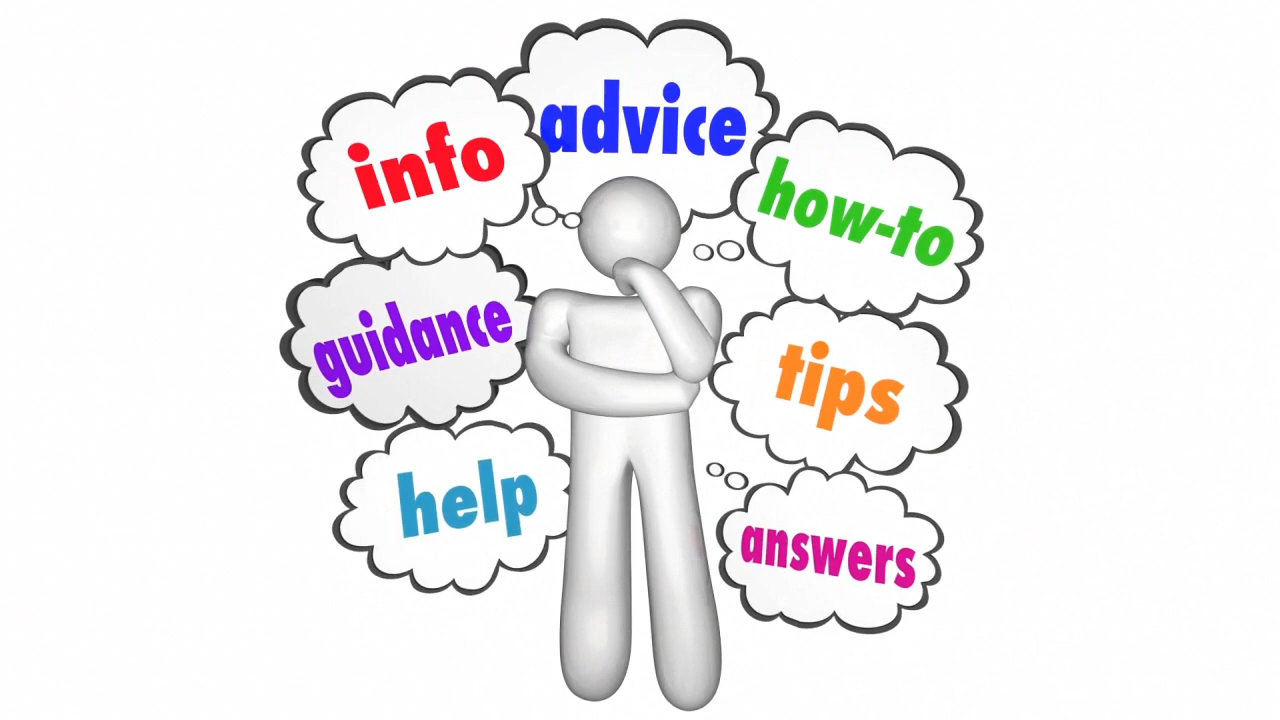 advice
info
how-to
guidance
tips
help
answers